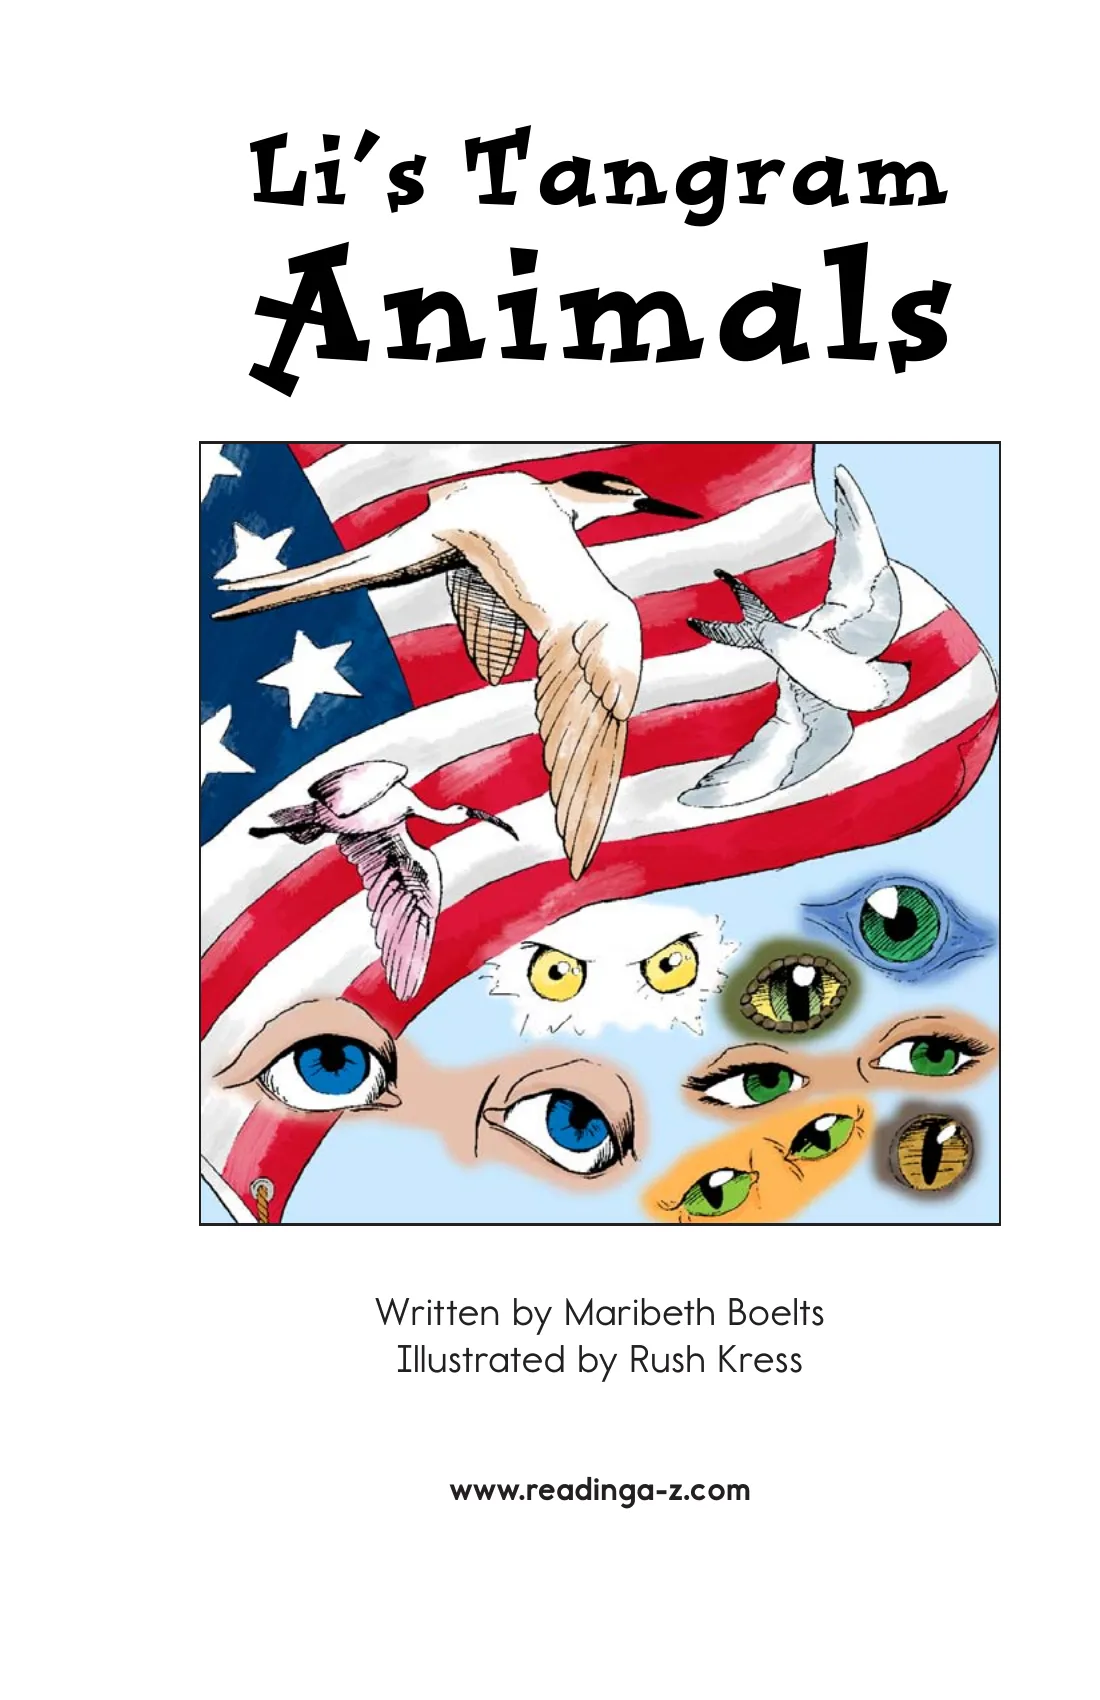 Li's Tangram
Animals
Written by Maribeth Boelts
Illustrated by Rush Kress
www.readinga-z.com